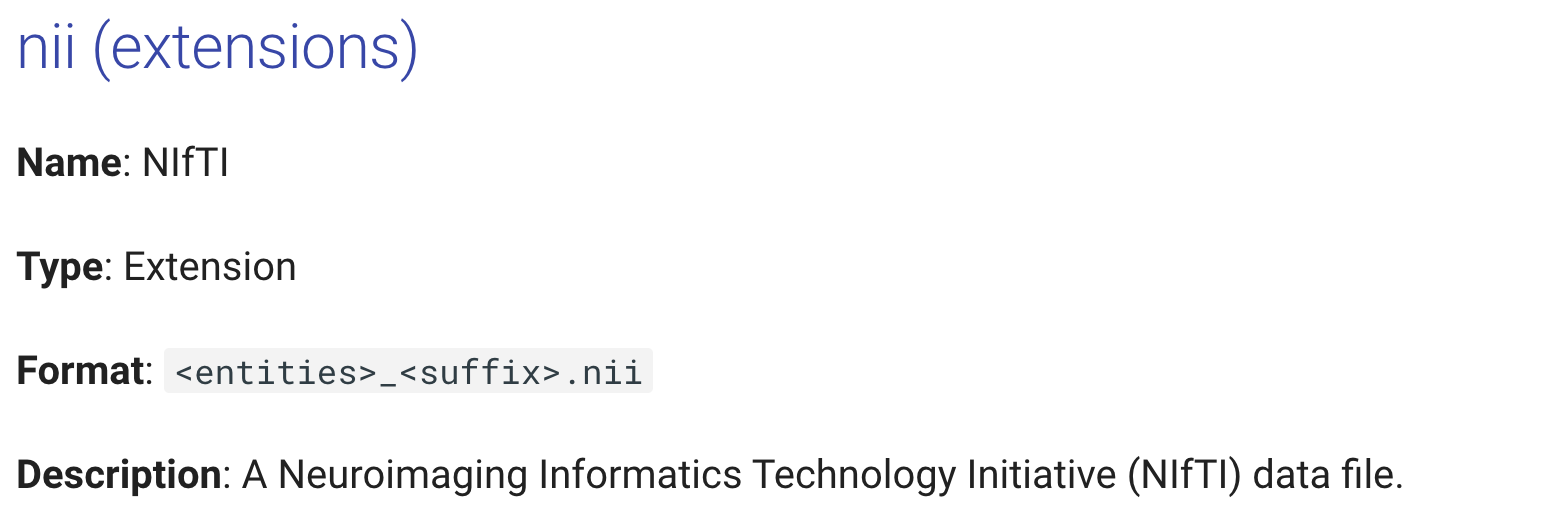 nii (extensions)
Name: NIfTI
Type: Extension
Format: <entities>_<suffix>.nii
Description: A Neuroimaging Informatics Technology Initiative (NIfTI) data file.